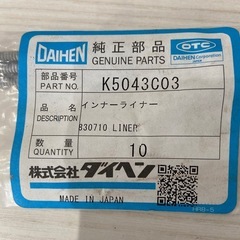 DAIHEN
純正部品
GENUINE PARTS
OTC
DAIHEN Corporation
部品番号
PART NO.
K5043C03
品名
DESCRIPTION
インナーライナー
B30710 LINER
数量
QUANTITY
10
株式会社ダイヘン
MADE IN JAPAN